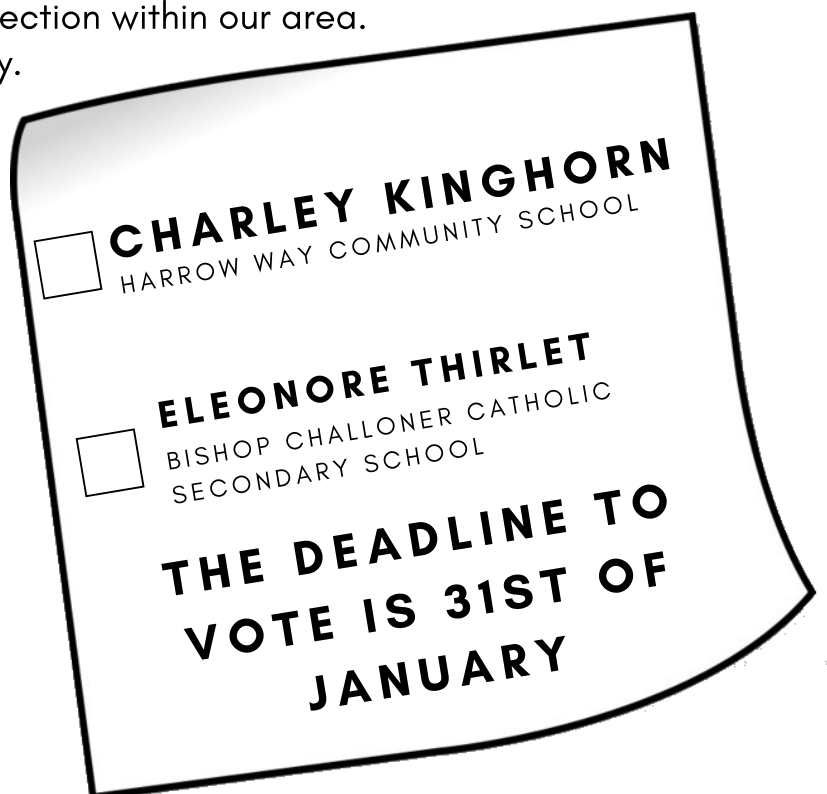 ection within our area.
y.
CHARLEY KINGHORN
HARROW WAY COMMUNITY SCHOOL
ELEONORE THIRLET
BISHOP CHALLONER CATHOLIC
SECONDARY SCHOOL
THE DEADLINE TO
VOTE IS 31ST OF
JANUARY